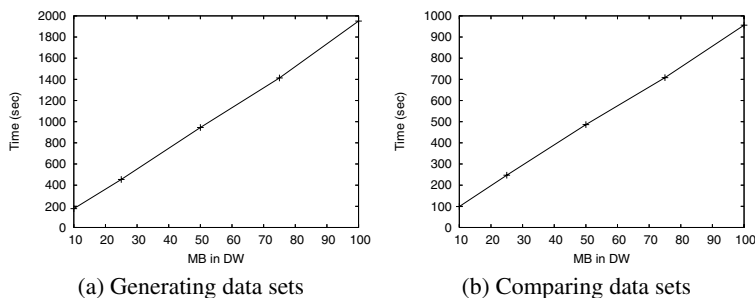 2000
1800
1600
1400
1200
1000
800
600
400
200
0
Time (sec)
10 20 30 40 50 60 70 80 90 100
MB in DW
(a) Generating data sets
1000
900
800
700
600
500
400
300
200
100
0
Time (sec)
10 20 30 40 50 60 70 80 90 100
MB in DW
(b) Comparing data sets